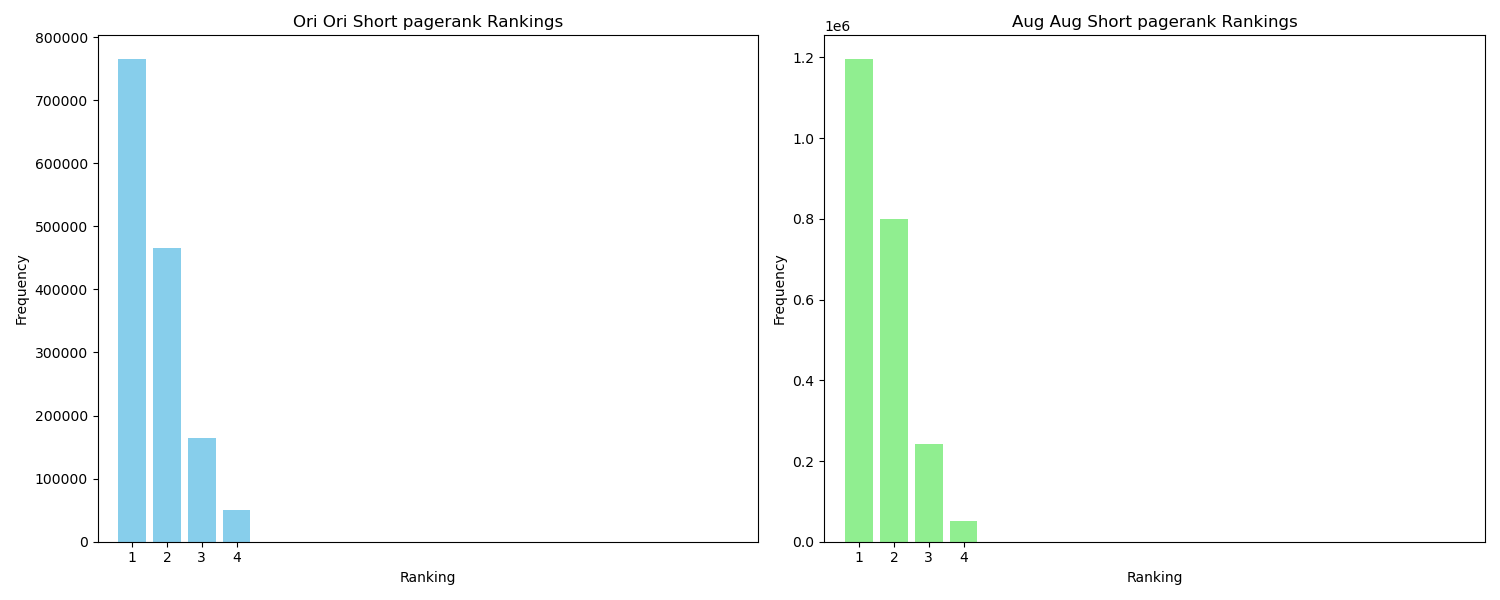 Ori Ori Short pagerank Rankings
800000
700000
600000
500000
400000
300000
200000
100000
0
Frequency
1 2 3 4
Ranking
Aug Aug Short pagerank Rankings
1e6
1.2
1.0
0.8
0.6
0.4
0.2
0.0
Frequency
1 2 3 4
Ranking